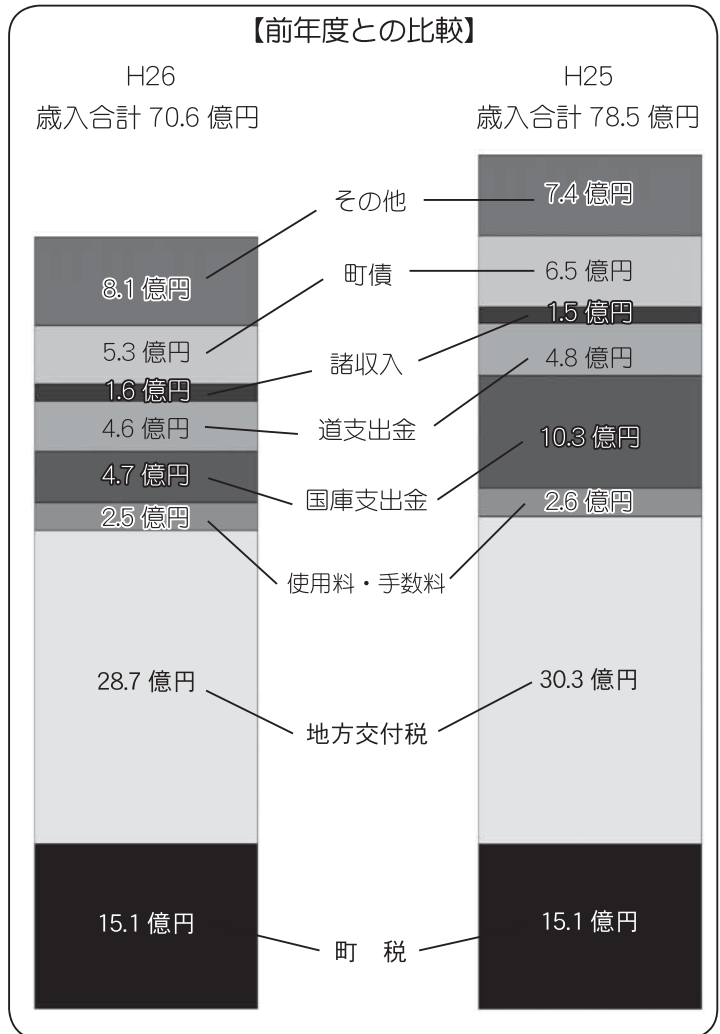 【前年度との比較】
H26
歳入合計 70.6 億円
H25
歳入合計 78.5 億円
その他
7.4 億円
8.1 億円
町債
6.5 億円
5.3 億円
諸収入
1.5 億円
1.6 億円
道支出金
4.8 億円
4.6 億円
国庫支出金
10.3 億円
4.7 億円
使用料・手数料
2.6 億円
2.5 億円
地方交付税
30.3 億円
28.7 億円
町　税
15.1 億円
15.1 億円